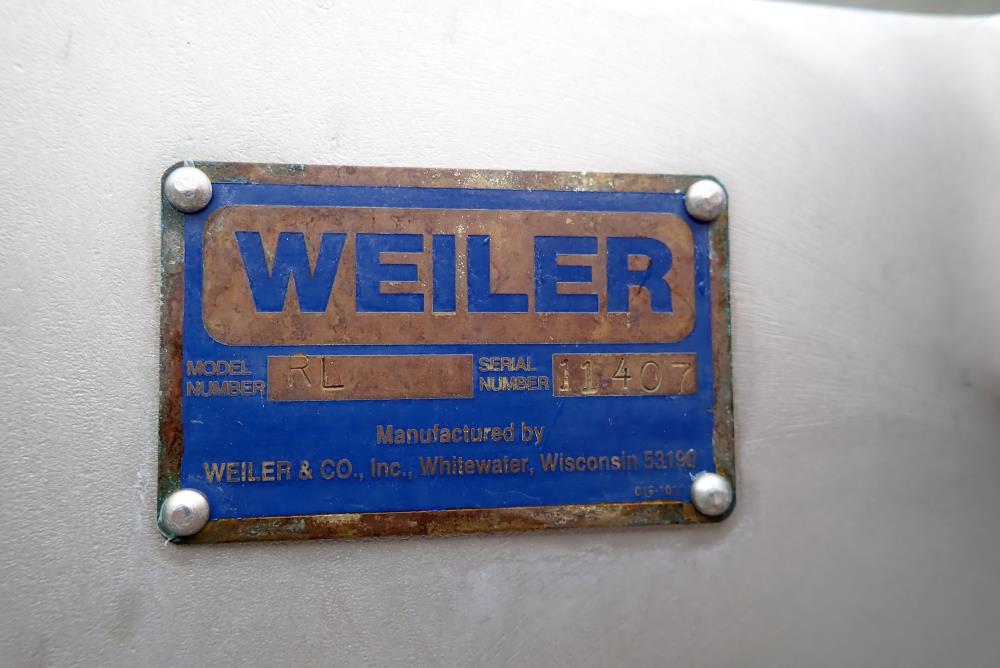 WEILER
MODEL NUMBER RL SERIAL NUMBER 11407
Manufactured by
WEILER & CO., Inc., Whitewater, Wisconsin 53190